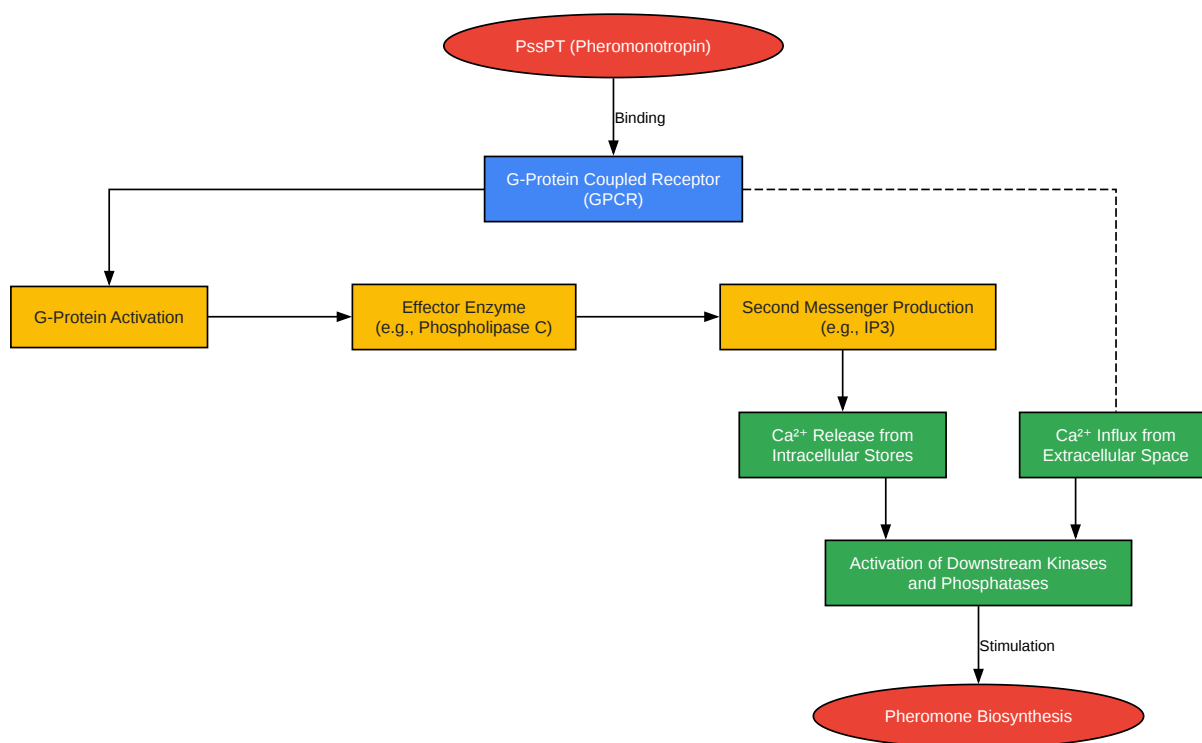 PssPT (Pheromonotropin)
Binding
G-Protein Coupled Receptor
(GPCR)
G-Protein Activation
Effector Enzyme
(e.g., Phospholipase C)
Second Messenger Production
(e.g., IP3)
Ca²⁺ Release from
Intracellular Stores
Ca²⁺ Influx from
Extracellular Space
Activation of Downstream Kinases
and Phosphatases
Stimulation
Pheromone Biosynthesis